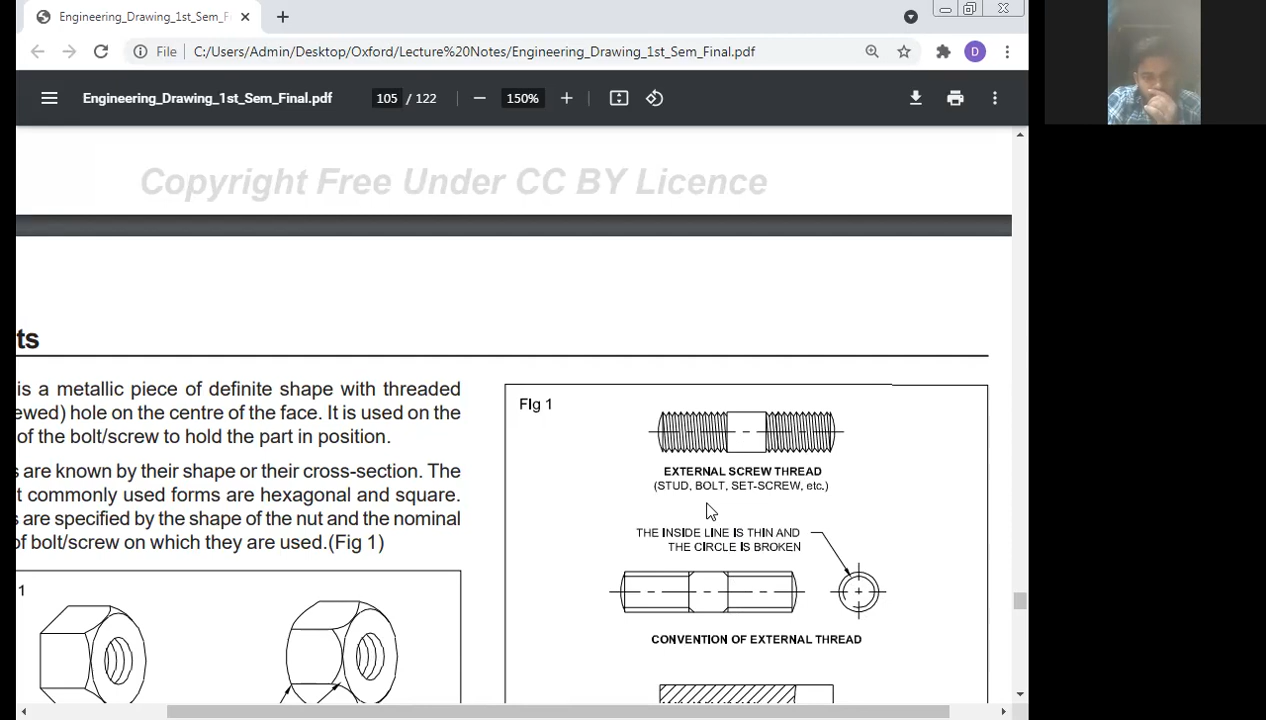 Engineering_Drawing_1st_Sem_F
File
C:/Users/Admin/Desktop/Oxford/Lecture%20Notes/Engineering_Drawing_1st_Sem_Final.pdf
D
Engineering_Drawing_1st_Sem_Final.pdf
105 / 122
150%
Copyright Free Under CC BY Licence
ts
is a metallic piece of definite shape with threaded
ewed) hole on the centre of the face. It is used on the
of the bolt/screw to hold the part in position.
s are known by their shape or their cross-section. The
t commonly used forms are hexagonal and square.
s are specified by the shape of the nut and the nominal
of bolt/screw on which they are used.(Fig 1)
1
FIg 1
EXTERNAL SCREW THREAD
(STUD, BOLT, SET-SCREW, etc.)
THE INSIDE LINE IS THIN AND
THE CIRCLE IS BROKEN
CONVENTION OF EXTERNAL THREAD